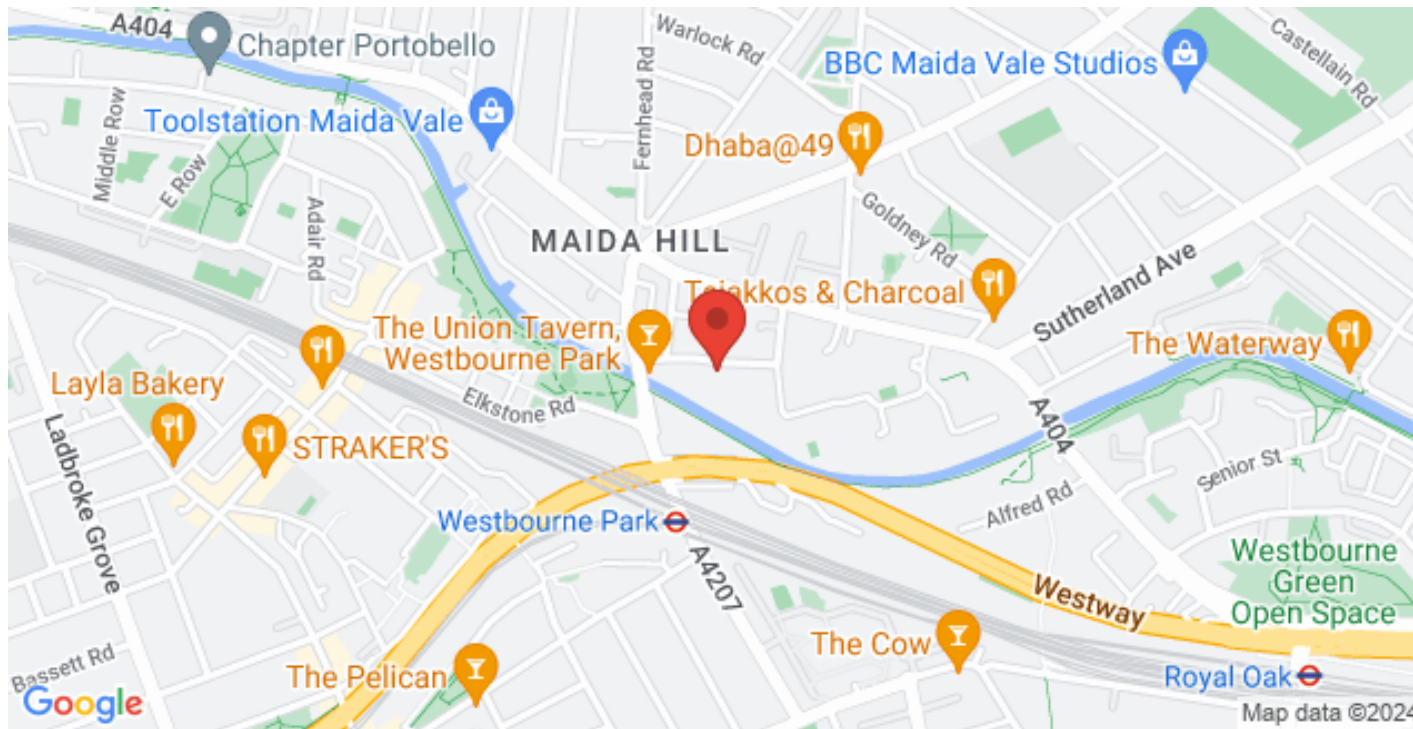 A404
Chapter Portobello
Warlock Rd
BBC Maida Vale Studios
Castellain Rd
Middle Row
Toolstation Maida Vale
Fernhead Rd
Dhaba@49
E Row
Adair Rd
MAIDA HILL
Goldney Rd
& Charcoal
Sutherland Ave
The Union Tavern,
Westbourne Park
The Waterway
Layla Bakery
Elkstone Rd
A404
STRAKER'S
Ladbroke Grove
Senior St
Alfred Rd
Westbourne Park
A4207
Westbourne
Green
Open Space
Westway
The Cow
Bassett Rd
The Pelican
Royal Oak
Google
Map data ©2024